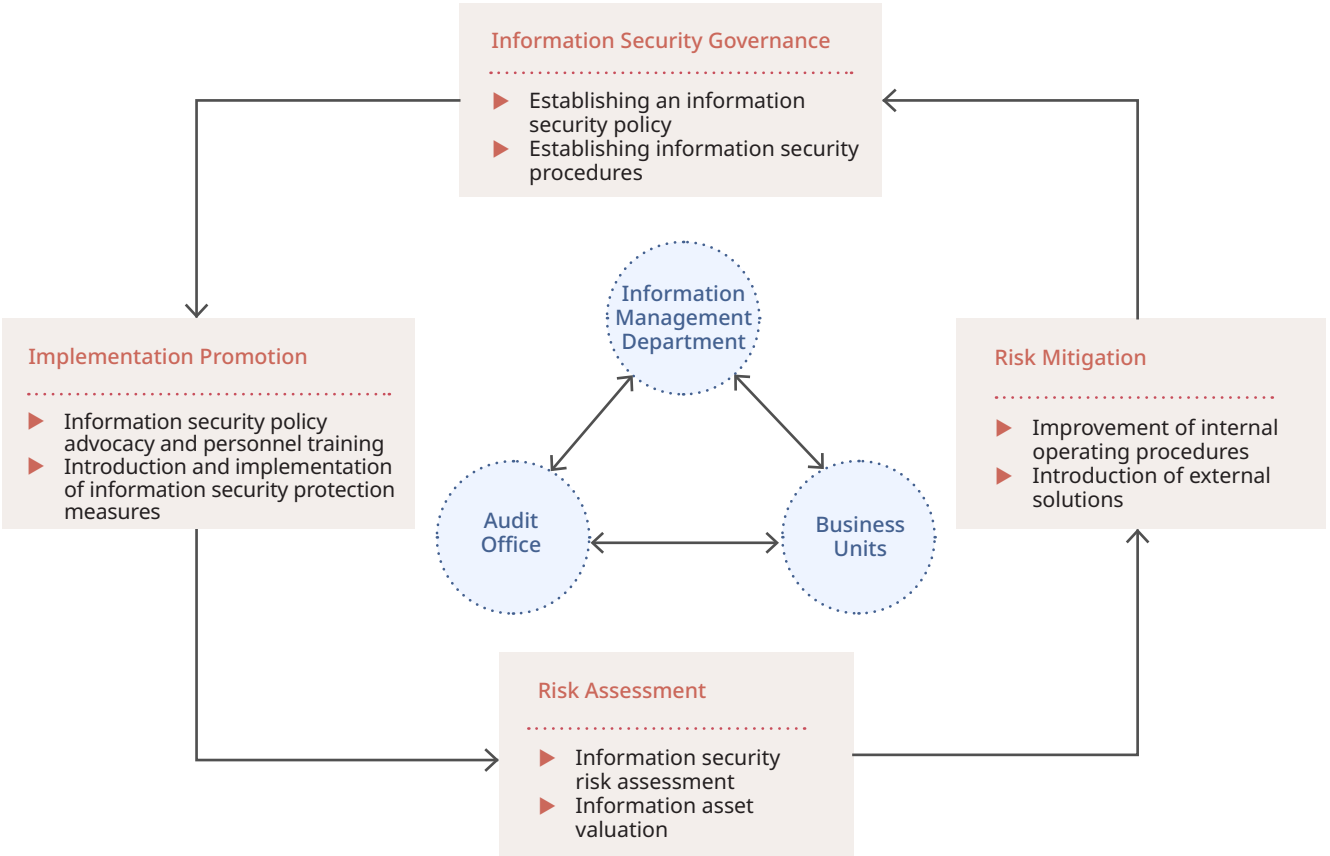 Information Security Governance
Establishing an information
security policy
Establishing information security
procedures
Information
Management
Department
Implementation Promotion
Information security policy
advocacy and personnel training
Introduction and implementation
of information security protection
measures
Risk Mitigation
Improvement of internal
operating procedures
Introduction of external
solutions
Audit
Office
Business
Units
Risk Assessment
Information security
risk assessment
Information asset
valuation